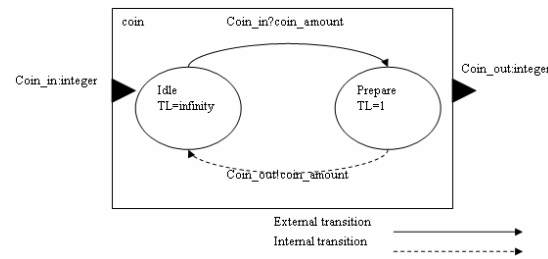 coin
Coin_in?coin_amount
Coin_in:integer
Coin_out:integer
Idle
TL=infinity
Prepare
TL=1
Coin_out!coin_amount
External transition
Internal transition